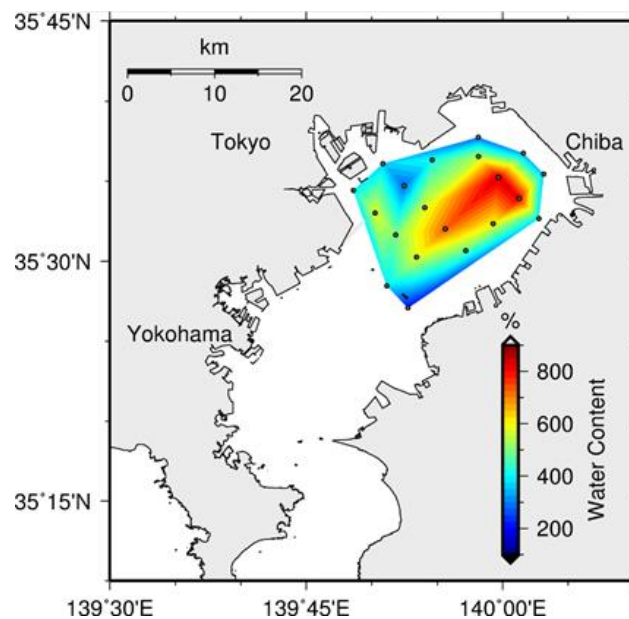 35˚45'N
km
0 10 20
Tokyo
Chiba
35˚30'N
Yokohama
%
800
600
400
200
Water Content
35˚15'N
139˚30'E 139˚45'E 140˚00'E